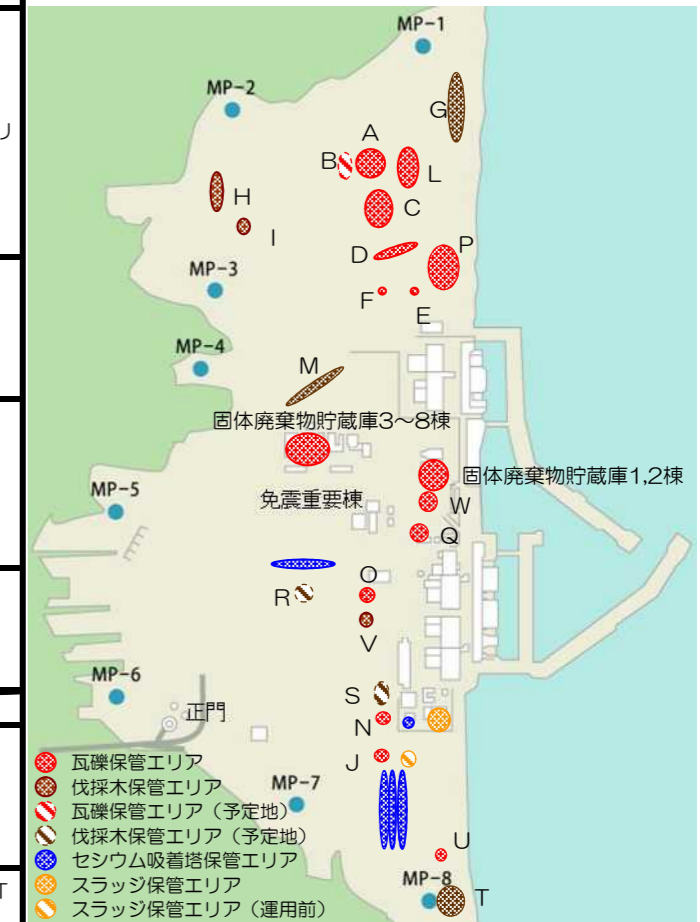 MP-1
MP-2
G
リ
A
B
L
H
C
I
D
P
MP-3
F
E
MP-4
M
固体廃棄物貯蔵庫3～8棟
固体廃棄物貯蔵庫1,2棟
MP-5
免震重要棟
W
Q
O
R
V
MP-6
S
正門
N
J
瓦礫保管エリア
伐採木保管エリア
MP-7
瓦礫保管エリア（予定地）
伐採木保管エリア（予定地）
U
セシウム吸着塔保管エリア
MP-8
スラッジ保管エリア
T
T
スラッジ保管エリア（運用前）